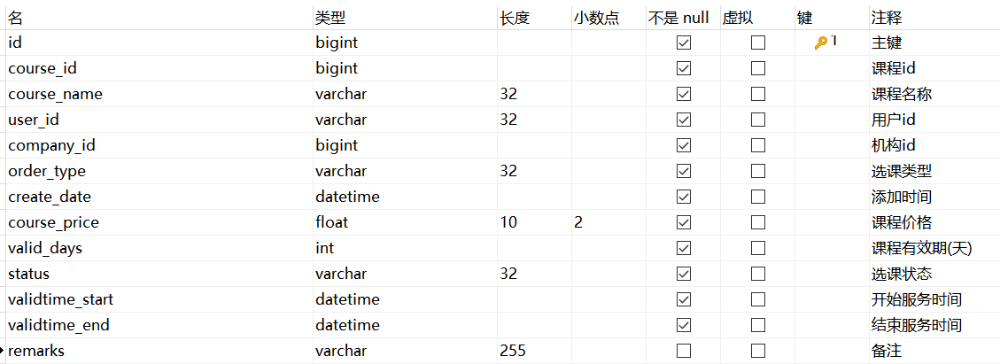 名 类型 长度 小数点 不是 null 虚拟 键 注释
id bigint 1 主键
course_id bigint 课程id
course_name varchar 32 课程名称
user_id varchar 32 用户id
company_id bigint 机构id
order_type varchar 32 选课类型
create_date datetime 添加时间
course_price float 10 2 课程价格
valid_days int 课程有效期(天)
status varchar 32 选课状态
validtime_start datetime 开始服务时间
validtime_end datetime 结束服务时间
remarks varchar 255 备注